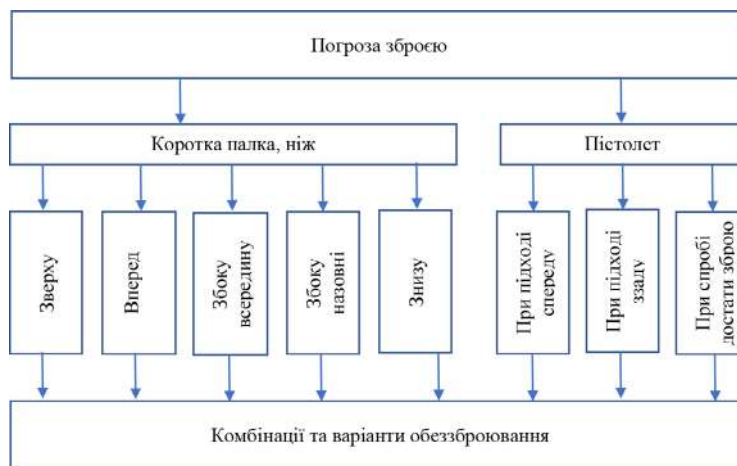 Погроза зброєю
Коротка палка, ніж
Пістолет
Зверху
Вперед
Збоку
всередину
Збоку
назовні
Знизу
При підході
спереду
При підході
ззаду
При спробі
достати зброю
Комбінації та варіанти обеззброювання